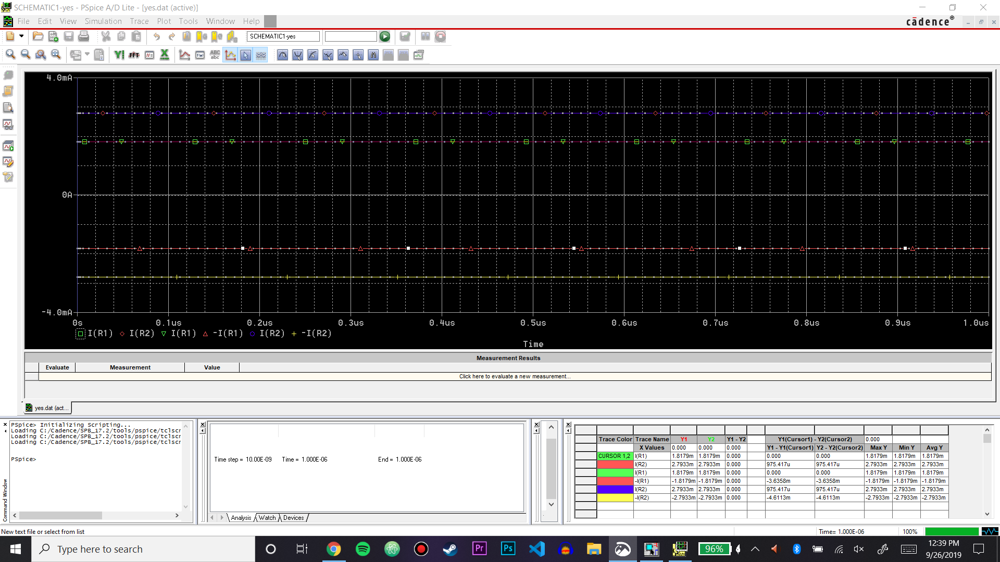 SCHEMATIC1-yes - PSpice A/D Lite - [yes.dat (active)]
File Edit View Simulation Trace Plot Tools Window Help
cādence®
SCHEMATIC1-yes
FFT
ABC
abc
4.0mA
0A
-4.0mA
0s 0.1us 0.2us 0.3us 0.4us 0.5us 0.6us 0.7us 0.8us 0.9us 1.0us
I(R1) I(R2) I(R1) -I(R1) I(R2) -I(R2)
Time
Measurement Results
Evaluate Measurement Value
Click here to evaluate a new measurement...
yes.dat (act...
PSpice> Initializing Scripting...
Loading C:/Cadence/SPB_17.2/tools/pspice/tclscr
Loading C:/Cadence/SPB_17.2/tools/pspice/tclscr
Loading C:/Cadence/SPB_17.2/tools/pspice/tclscr
PSpice>
Command Window
Time step = 10.00E-09 Time = 1.000E-06 End = 1.000E-06
Analysis Watch Devices
Trace Color Trace Name Y1 Y2 Y1 - Y2 Y1(Cursor1) - Y2(Cursor2) 0.000
X Values 0.000 0.000 0.000 Y1 - Y1(Cursor1) Y2 - Y2(Cursor2) Max Y Min Y Avg Y
CURSOR 1,2 I(R1) 1.8179m 1.8179m 0.000 0.000 0.000 1.8179m 1.8179m 1.8179m
I(R2) 2.7933m 2.7933m 0.000 975.417u 975.417u 2.7933m 2.7933m 2.7933m
I(R1) 1.8179m 1.8179m 0.000 0.000 0.000 1.8179m 1.8179m 1.8179m
-I(R1) -1.8179m -1.8179m 0.000 -3.6358m -3.6358m -1.8179m -1.8179m -1.8179m
I(R2) 2.7933m 2.7933m 0.000 975.417u 975.417u 2.7933m 2.7933m 2.7933m
-I(R2) -2.7933m -2.7933m 0.000 -4.6113m -4.6113m -2.7933m -2.7933m -2.7933m
New text file or select from list
Time= 1.000E-06 100%
Type here to search
Pr
Ps
96%
12:39 PM
9/26/2019